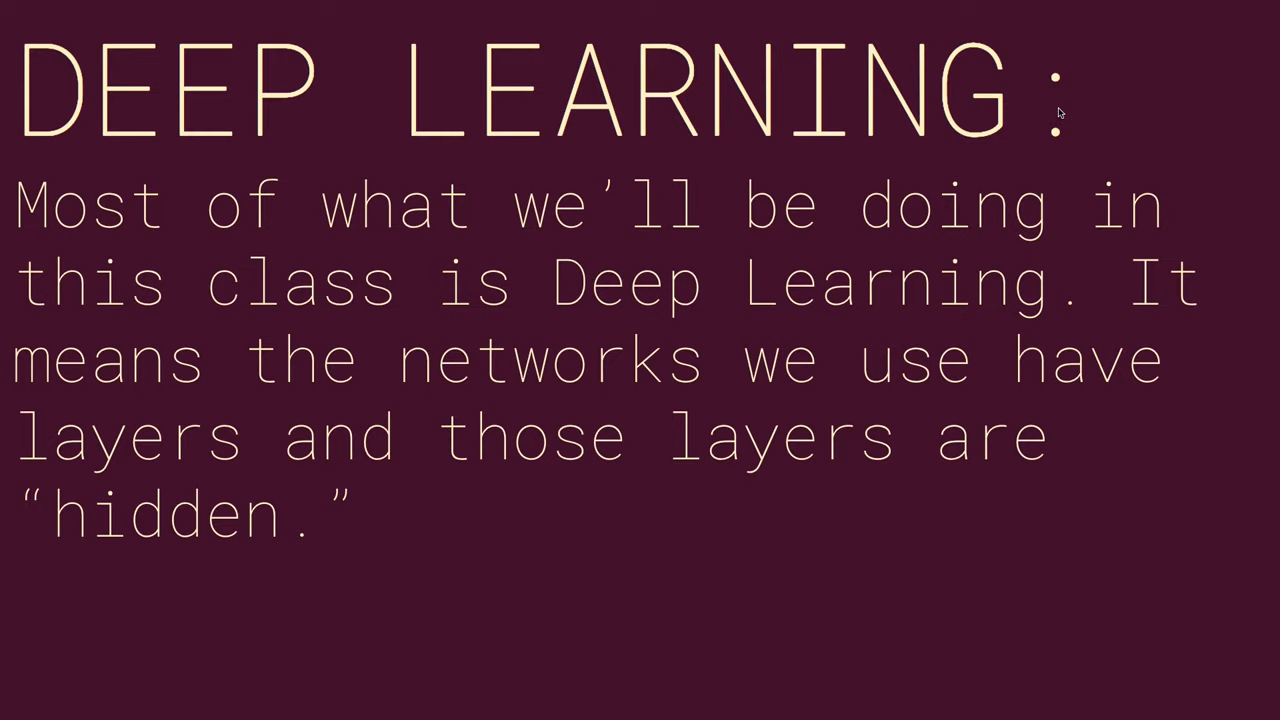 DEEP LEARNING:
Most of what we’ll be doing in
this class is Deep Learning. It
means the networks we use have
layers and those layers are
“hidden.”